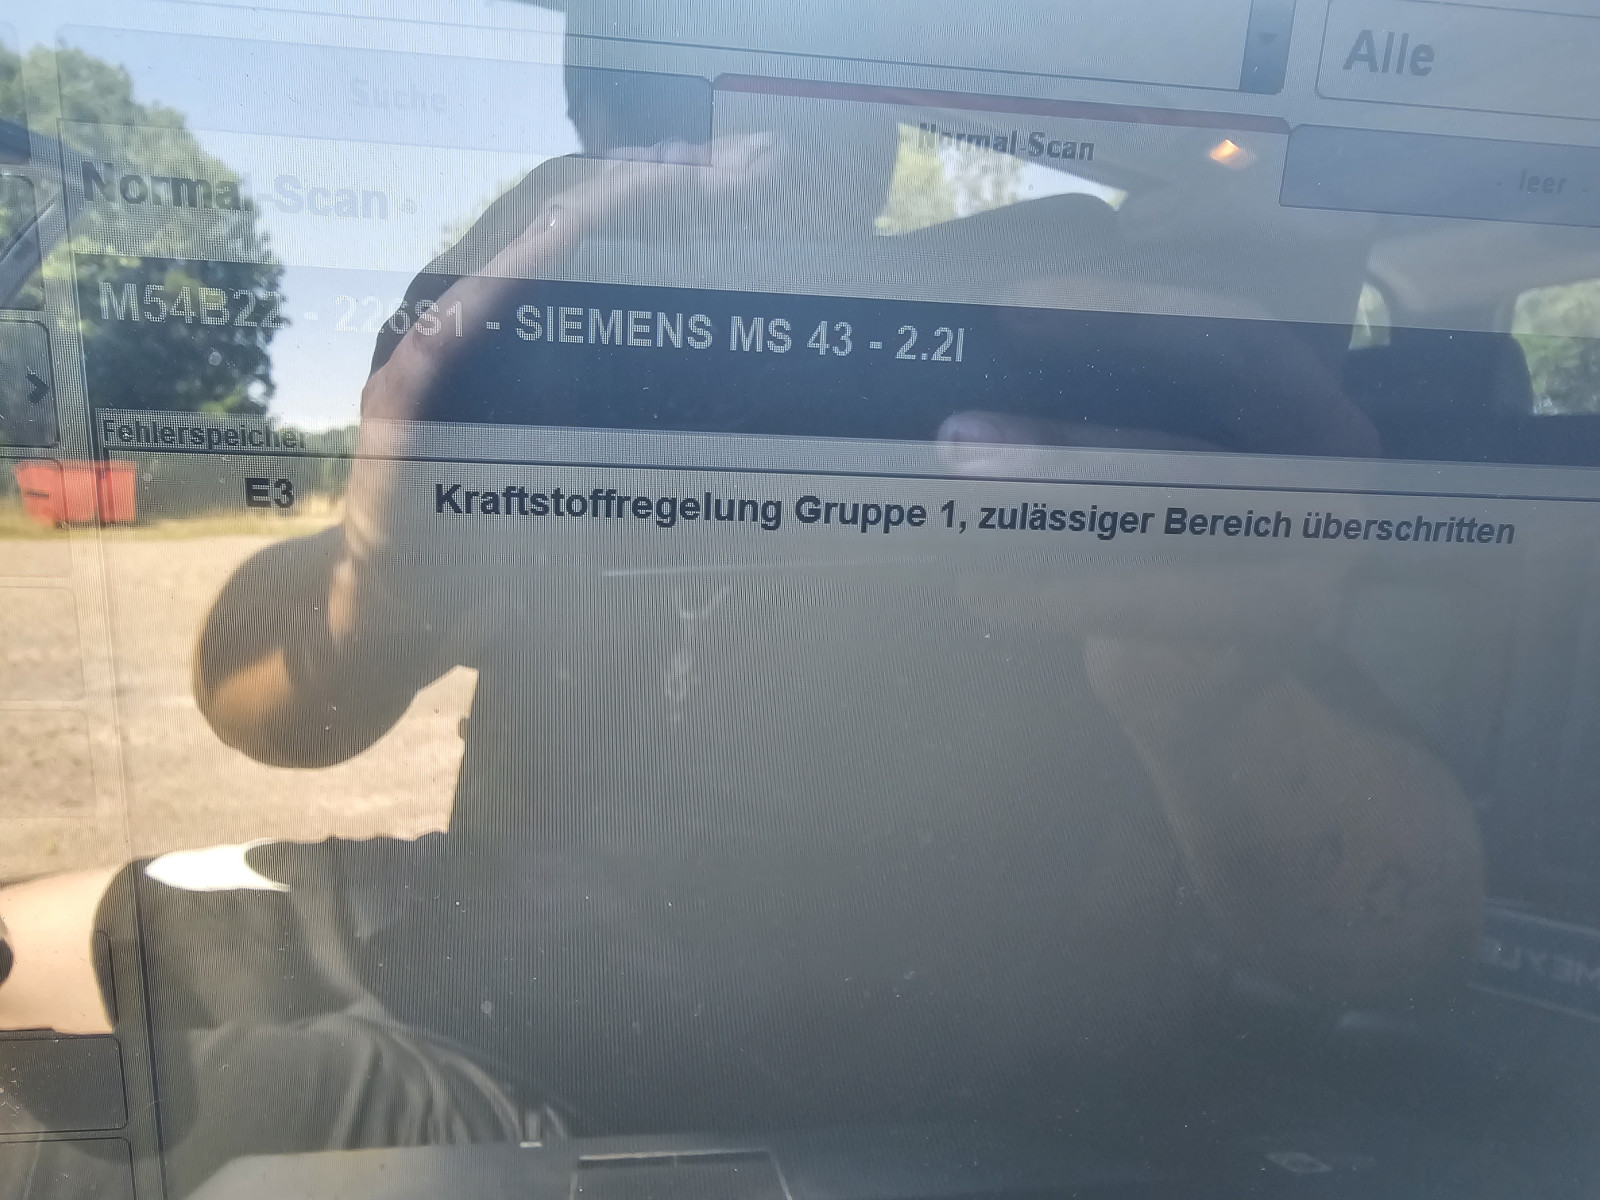 Alle
Suche
Normal-Scan
- leer -
Normal-Scan -
M54B22 - 226S1 - SIEMENS MS 43 - 2.2l
Fehlerspeicher
E3 Kraftstoffregelung Gruppe 1, zulässiger Bereich überschritten